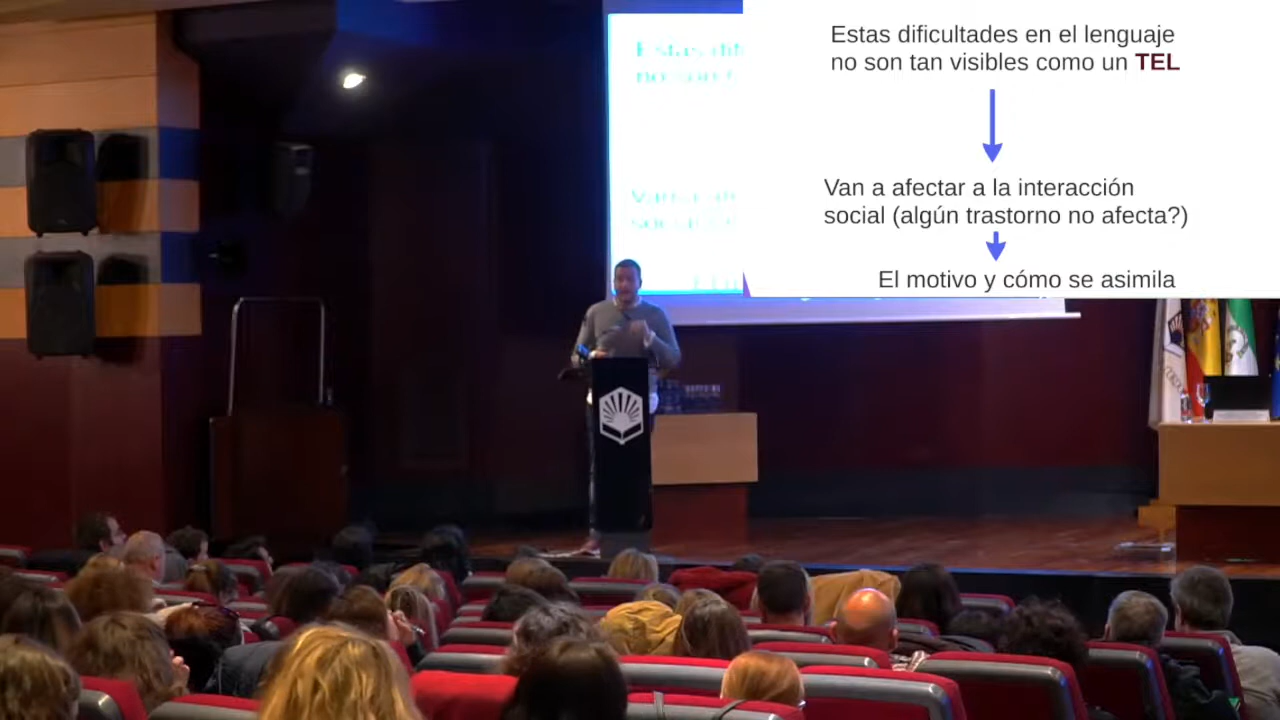 Estas dificultades en el lenguaje
no son tan visibles como un TEL
Van a afectar a la interacción
social (algún trastorno no afecta?)
El motivo y cómo se asimila